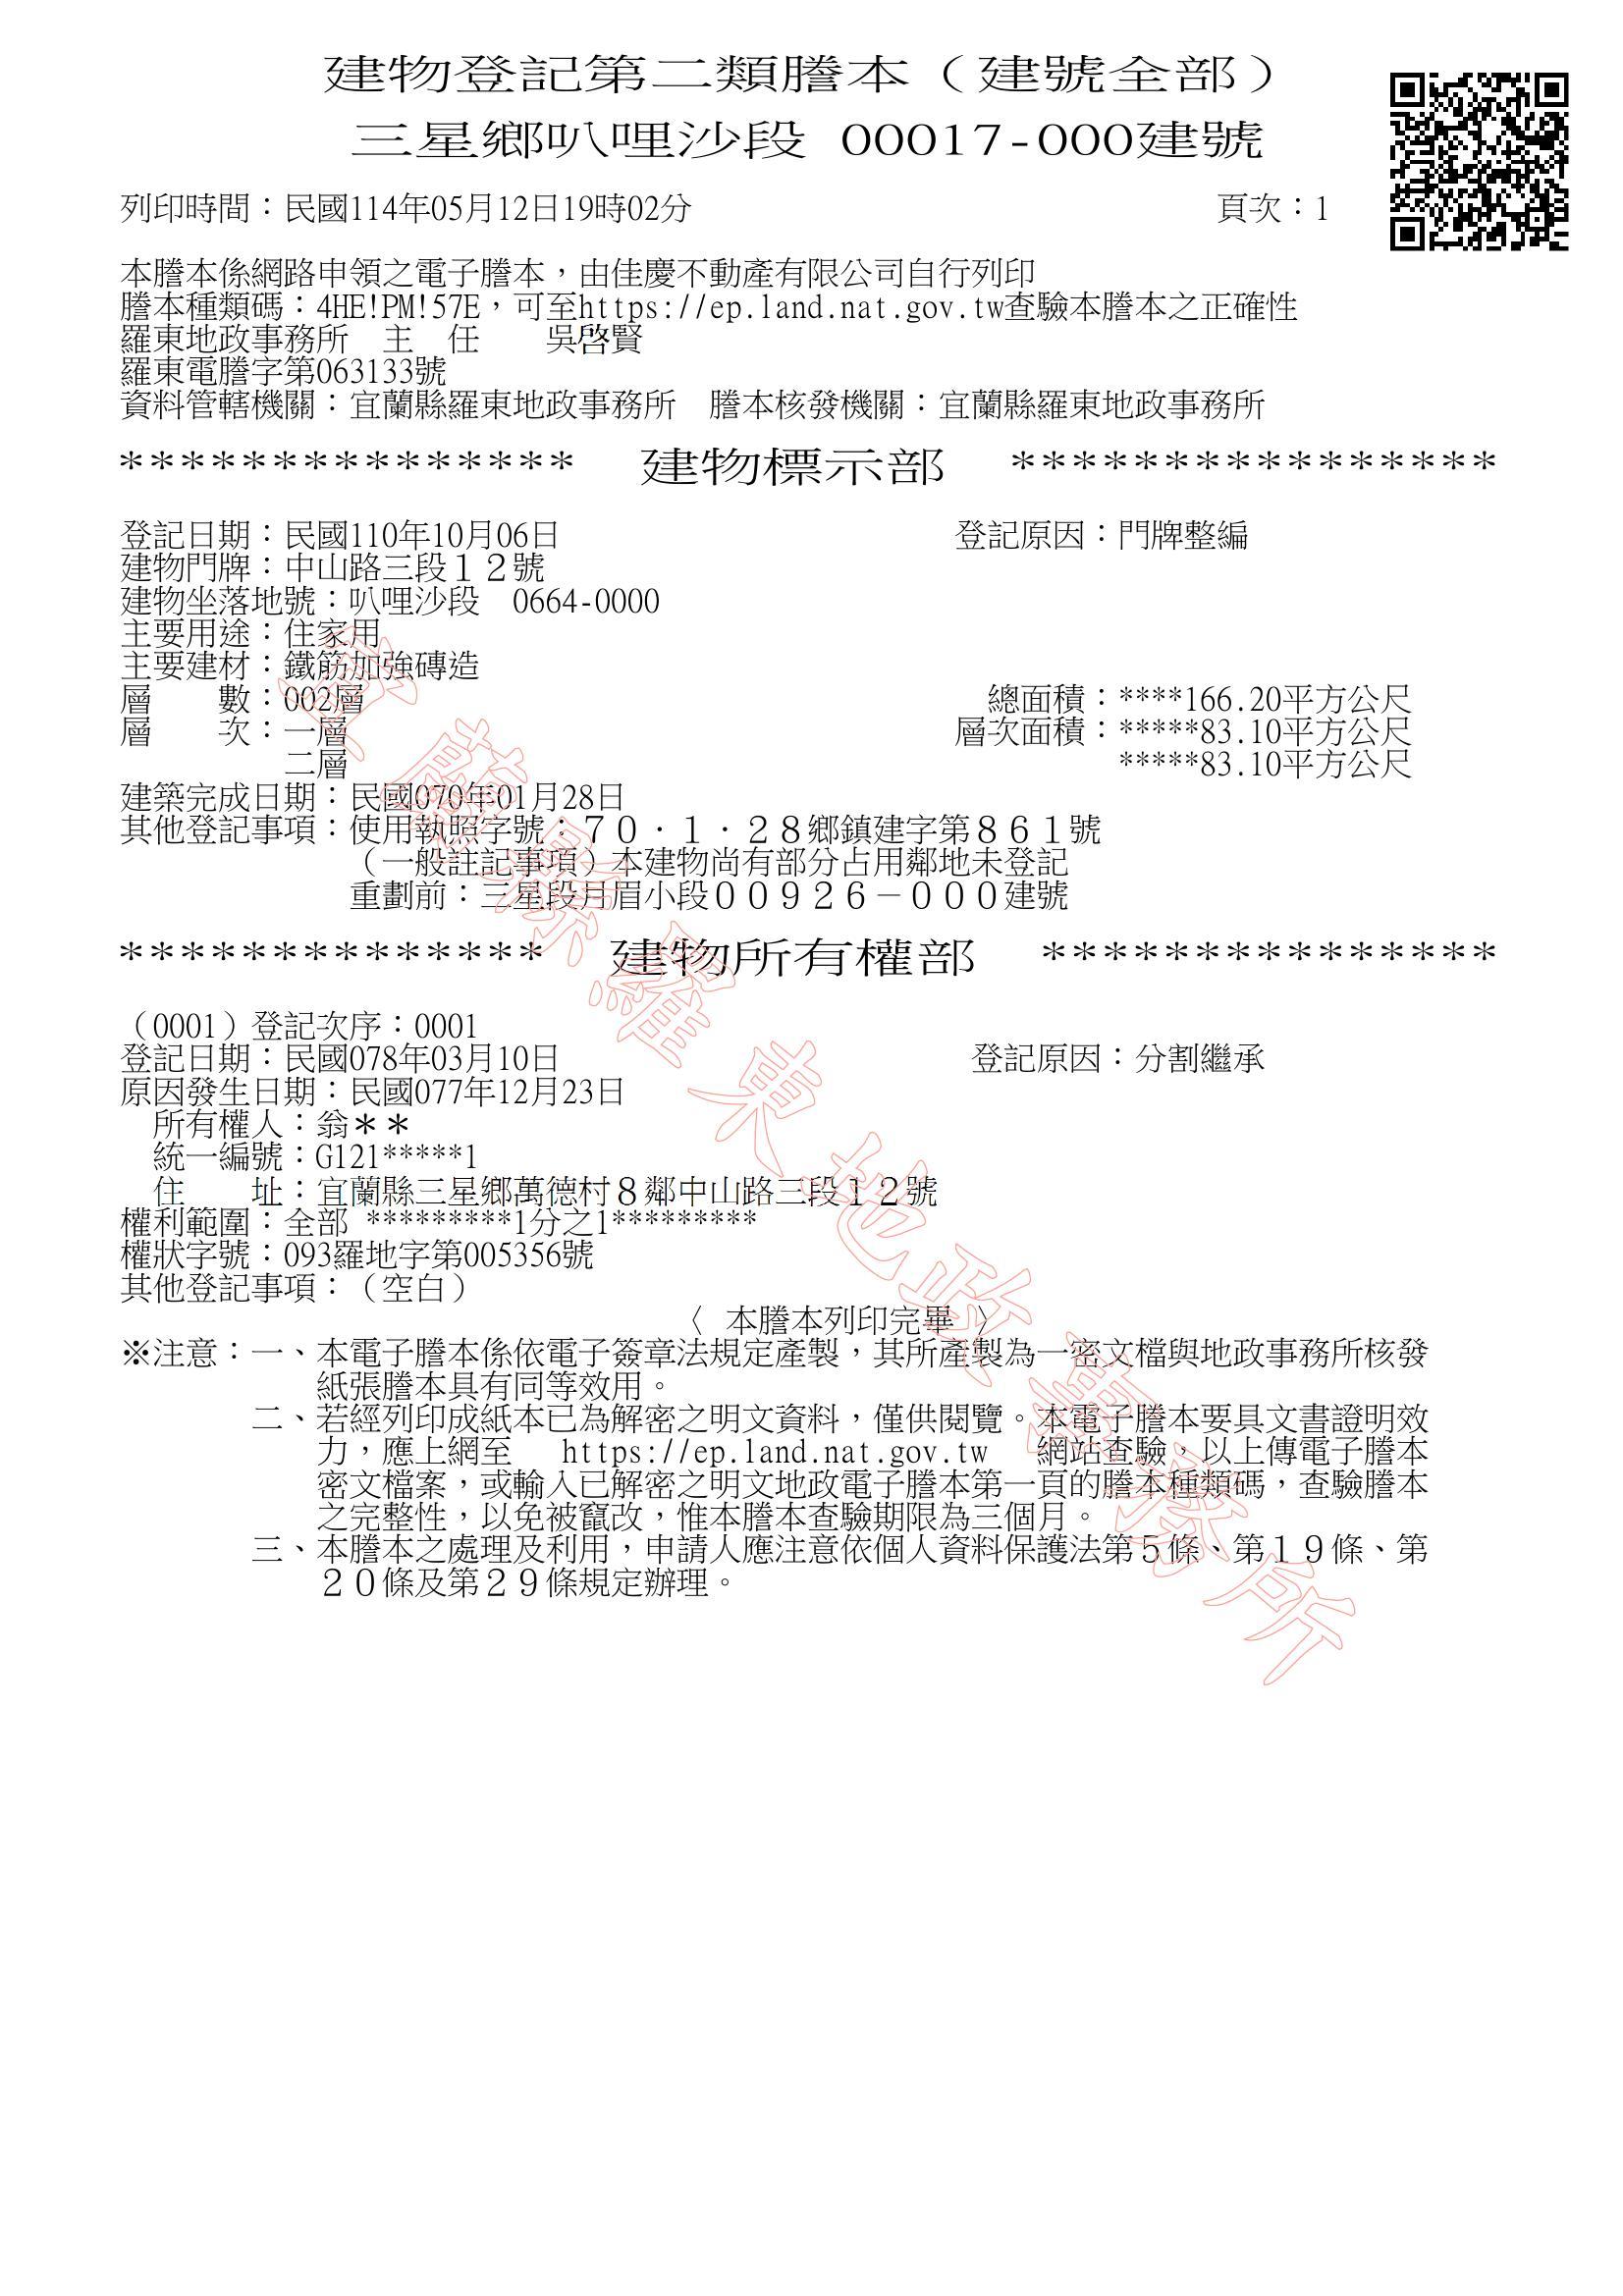 建物登記第二類謄本（建號全部）
三星鄉叭哩沙段 00017-000建號
列印時間：民國114年05月12日19時02分 頁次：1
本謄本係網路申領之電子謄本，由佳慶不動產有限公司自行列印
謄本種類碼：4HE!PM!57E，可至https://ep.land.nat.gov.tw查驗本謄本之正確性
羅東地政事務所　主　任　　吳啓賢
羅東電謄字第063133號
資料管轄機關：宜蘭縣羅東地政事務所　謄本核發機關：宜蘭縣羅東地政事務所
***************　建物標示部　****************
登記日期：民國110年10月06日 登記原因：門牌整編
建物門牌：中山路三段１２號
建物坐落地號：叭哩沙段　0664-0000
主要用途：住家用
主要建材：鐵筋加強磚造
層　　數：002層 總面積：****166.20平方公尺
層　　次：一層 層次面積：*****83.10平方公尺
二層 *****83.10平方公尺
建築完成日期：民國070年01月28日
其他登記事項：使用執照字號：７０．１．２８鄉鎮建字第８６１號
（一般註記事項）本建物尚有部分占用鄰地未登記
重劃前：三星段月眉小段００９２６－０００建號
**************　建物所有權部　***************
（0001）登記次序：0001
登記日期：民國078年03月10日 登記原因：分割繼承
原因發生日期：民國077年12月23日
所有權人：翁＊＊
統一編號：G121*****1
住　　址：宜蘭縣三星鄉萬德村８鄰中山路三段１２號
權利範圍：全部 *********1分之1*********
權狀字號：093羅地字第005356號
其他登記事項：（空白）
〈 本謄本列印完畢 〉
※注意：一、本電子謄本係依電子簽章法規定產製，其所產製為一密文檔與地政事務所核發
紙張謄本具有同等效用。
二、若經列印成紙本已為解密之明文資料，僅供閱覽。本電子謄本要具文書證明效
力，應上網至　https://ep.land.nat.gov.tw　網站查驗，以上傳電子謄本
密文檔案，或輸入已解密之明文地政電子謄本第一頁的謄本種類碼，查驗謄本
之完整性，以免被竄改，惟本謄本查驗期限為三個月。
三、本謄本之處理及利用，申請人應注意依個人資料保護法第５條、第１９條、第
２０條及第２９條規定辦理。
宜蘭縣羅東地政事務所